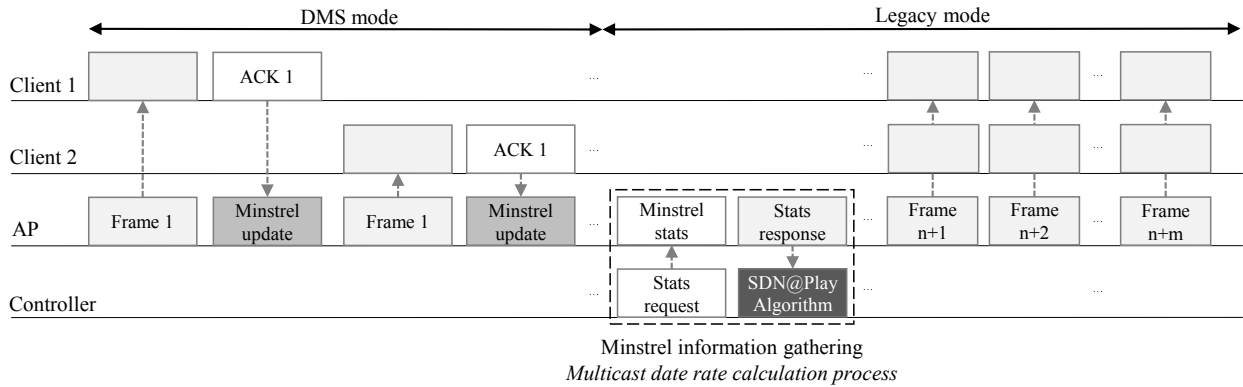 DMS mode
Legacy mode
Client 1
ACK 1
...
...
...
Client 2
ACK 1
...
...
...
AP
Frame 1
Minstrel
update
Frame 1
Minstrel
update
...
Minstrel
stats
Stats
response
...
Frame
n+1
Frame
n+2
...
Frame
n+m
Controller
...
Stats
request
SDN@Play
Algorithm
...
...
Minstrel information gathering
Multicast date rate calculation process